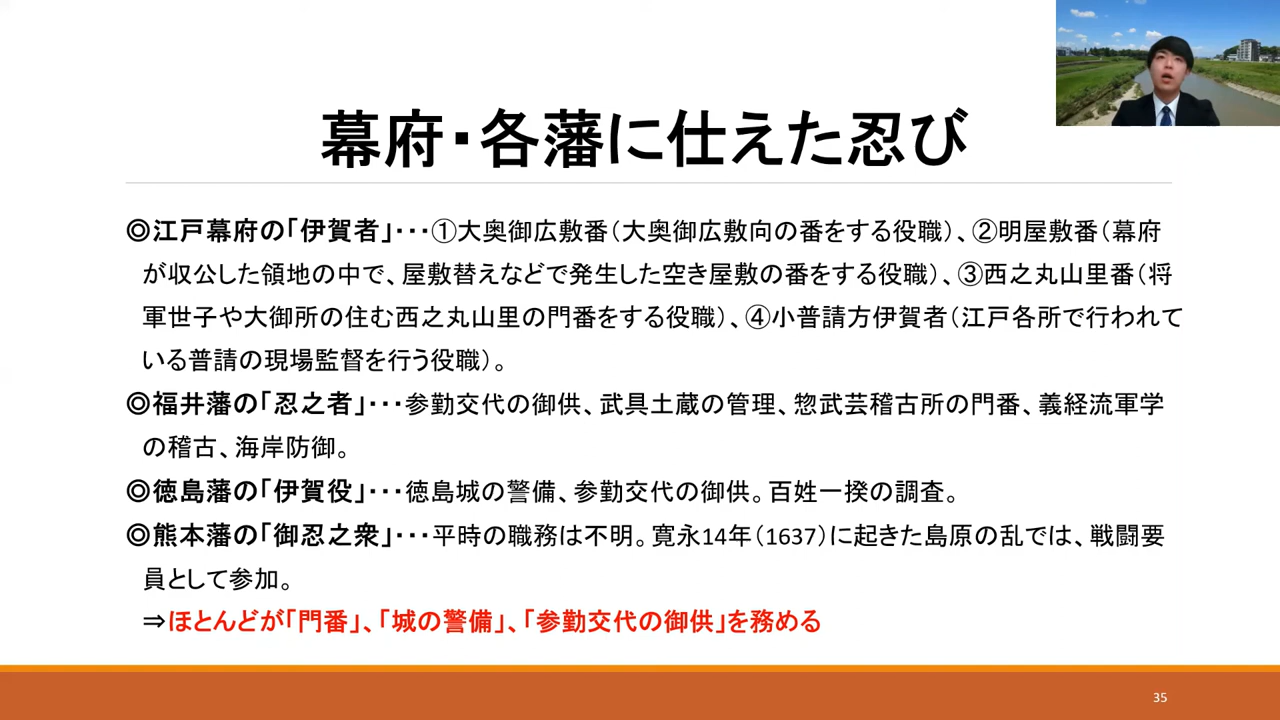 幕府・各藩に仕えた忍び
◎江戸幕府の「伊賀者」･･･①大奥御広敷番（大奥御広敷向の番をする役職）、②明屋敷番（幕府
が収公した領地の中で、屋敷替えなどで発生した空き屋敷の番をする役職）、③西之丸山里番（将
軍世子や大御所の住む西之丸山里の門番をする役職）、④小普請方伊賀者（江戸各所で行われて
いる普請の現場監督を行う役職）。
◎福井藩の「忍之者」･･･参勤交代の御供、武具土蔵の管理、惣武芸稽古所の門番、義経流軍学
の稽古、海岸防御。
◎徳島藩の「伊賀役」･･･徳島城の警備、参勤交代の御供。百姓一揆の調査。
◎熊本藩の「御忍之衆」･･･平時の職務は不明。寛永14年（1637）に起きた島原の乱では、戦闘要
員として参加。
⇒ほとんどが「門番」、「城の警備」、「参勤交代の御供」を務める
35